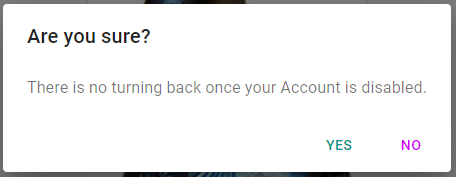 Are you sure?
There is no turning back once your Account is disabled.
YES NO